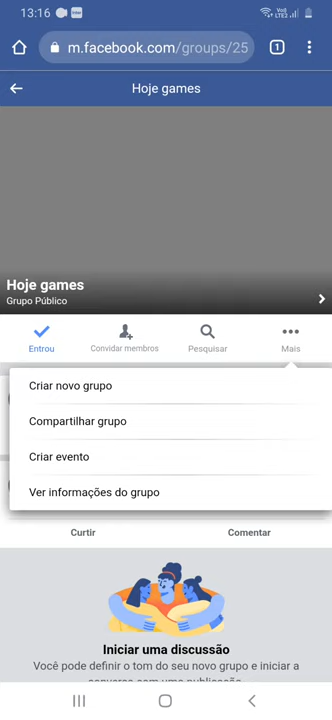 13:16
m.facebook.com/groups/25
1
Hoje games
Hoje games
Grupo Público
Entrou
Convidar membros
Pesquisar
Mais
Criar novo grupo
Compartilhar grupo
Criar evento
Ver informações do grupo
Curtir
Comentar
Iniciar uma discussão
Você pode definir o tom do seu novo grupo e iniciar a
conversa com uma publicação.